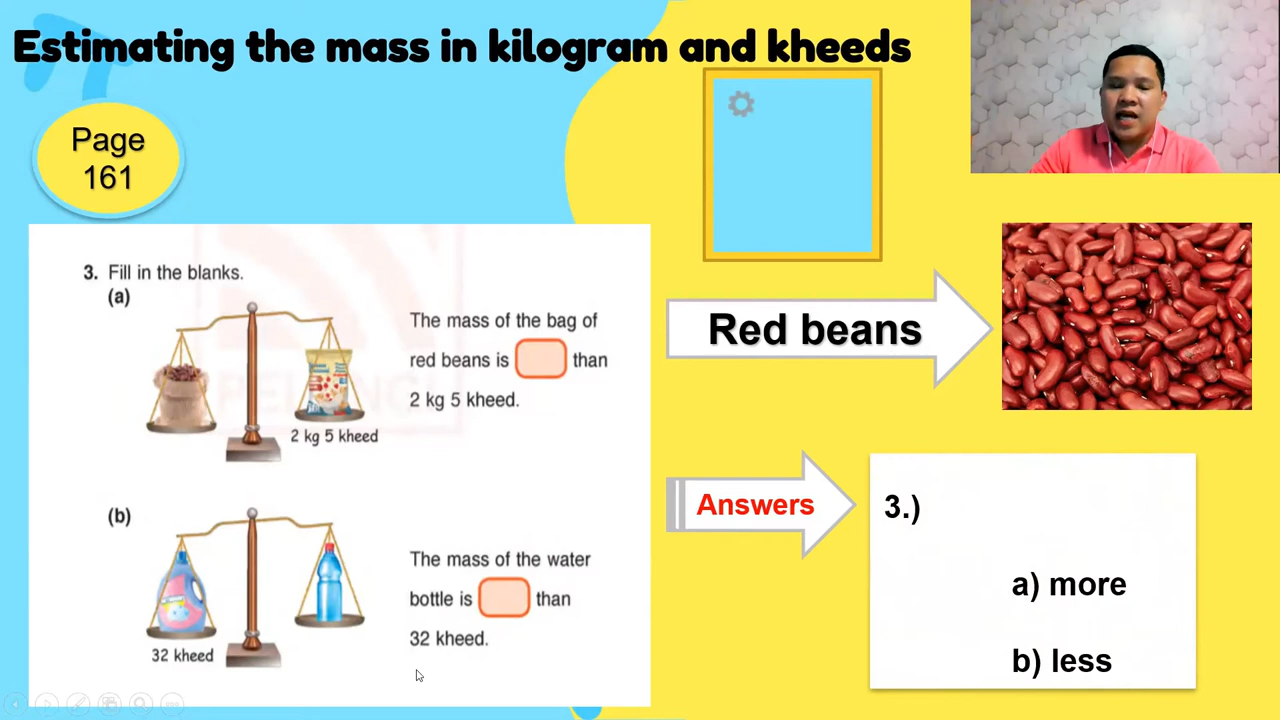 Estimating the mass in kilogram and kheeds
Page
161
3. Fill in the blanks.
(a)
The mass of the bag of
red beans is than
2 kg 5 kheed.
2 kg 5 kheed
(b)
The mass of the water
bottle is than
32 kheed.
32 kheed
Red beans
Answers
3.)
a) more
b) less